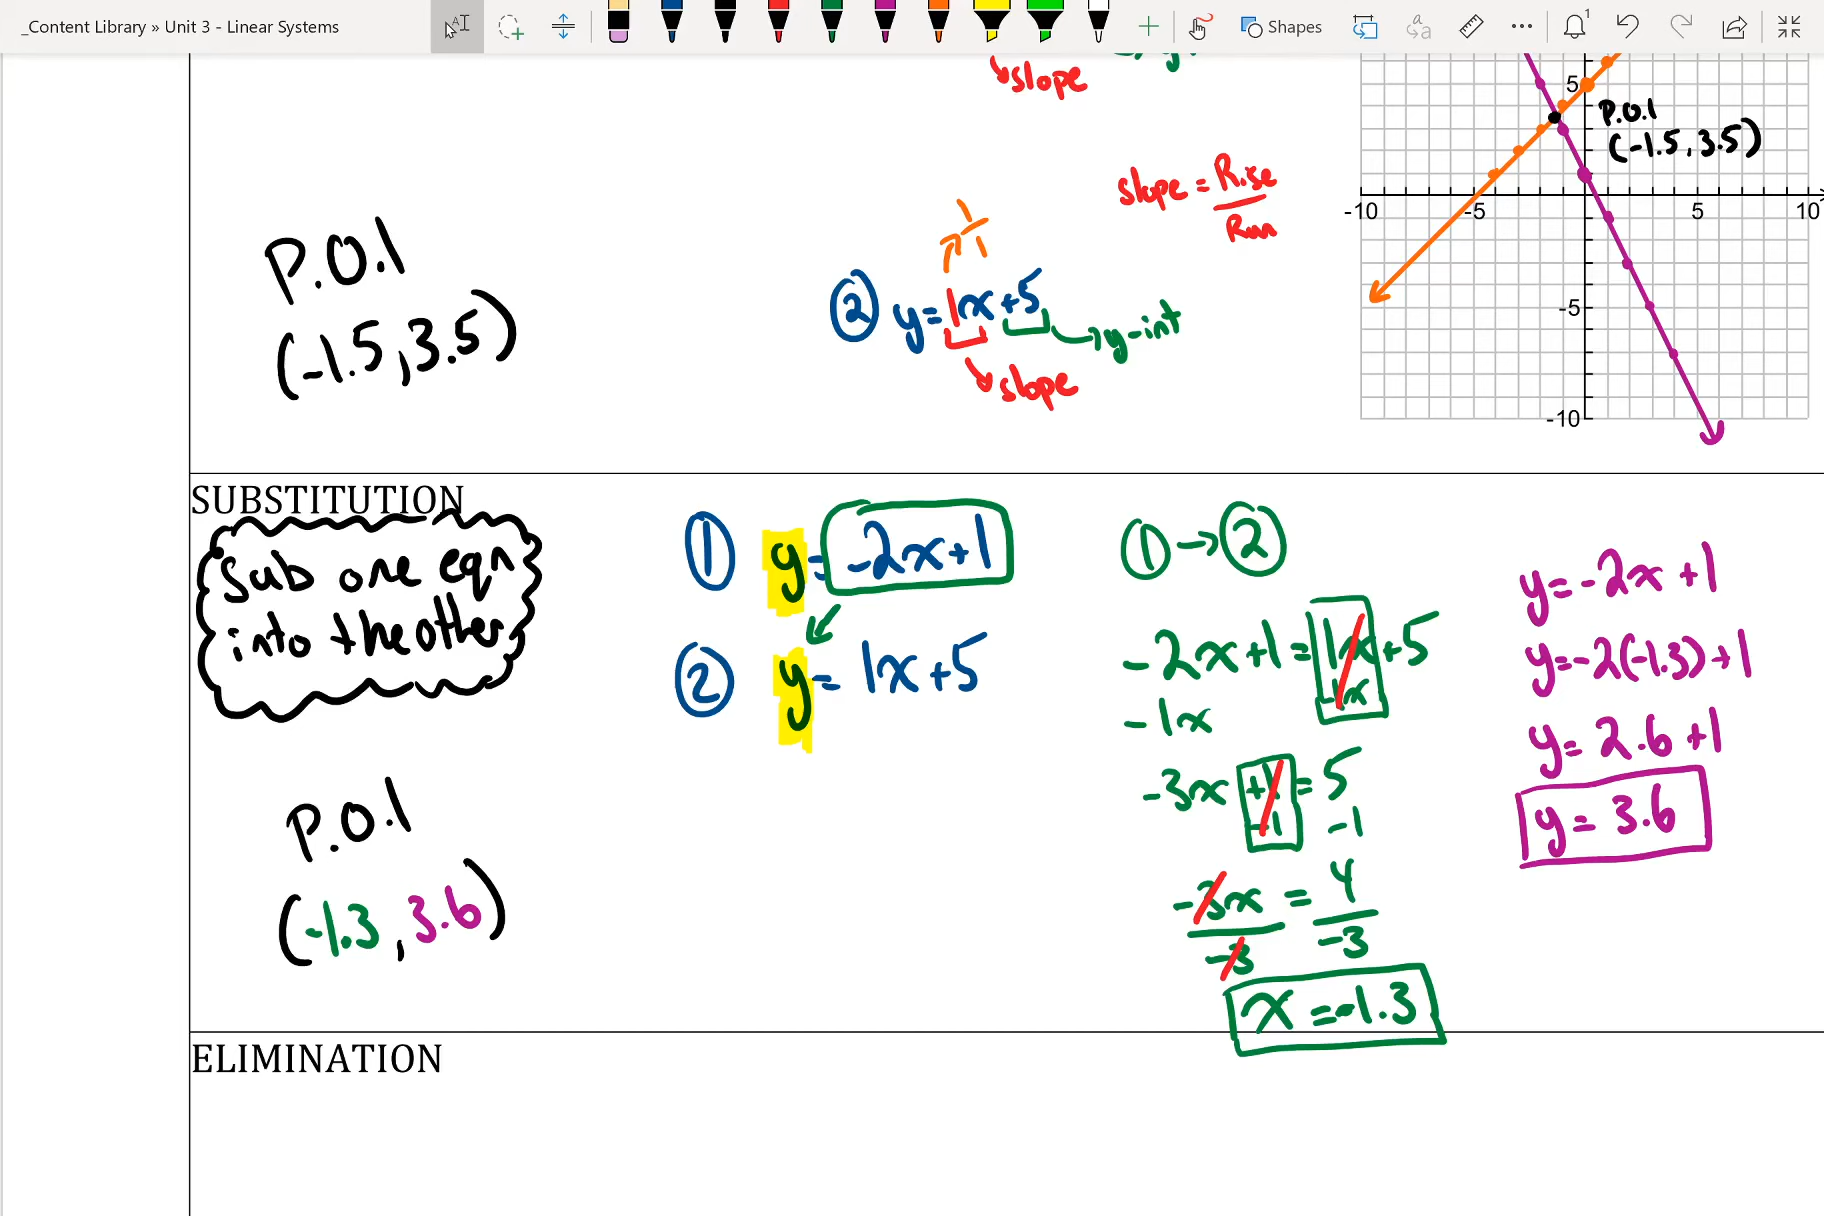 _Content Library » Unit 3 - Linear Systems
Shapes
1
slope
5
P.O.I
(-1.5, 3.5)
-10 -5 5 10
-5
-10
slope = Rise
Run
P.O.I
(-1.5, 3.5)
1
1
② y = 1x + 5
y-int
slope
SUBSTITUTION
Sub one eqn
into the other
① y = -2x+1
② y = 1x+5
P.O.I
(-1.3, 3.6)
① → ②
-2x+1 = 1x+5
-1x -1x
-3x +1 = 5
-1 -1
-3x = 4
-3 -3
x = -1.3
y = -2x +1
y = -2(-1.3)+1
y = 2.6 +1
y = 3.6
ELIMINATION